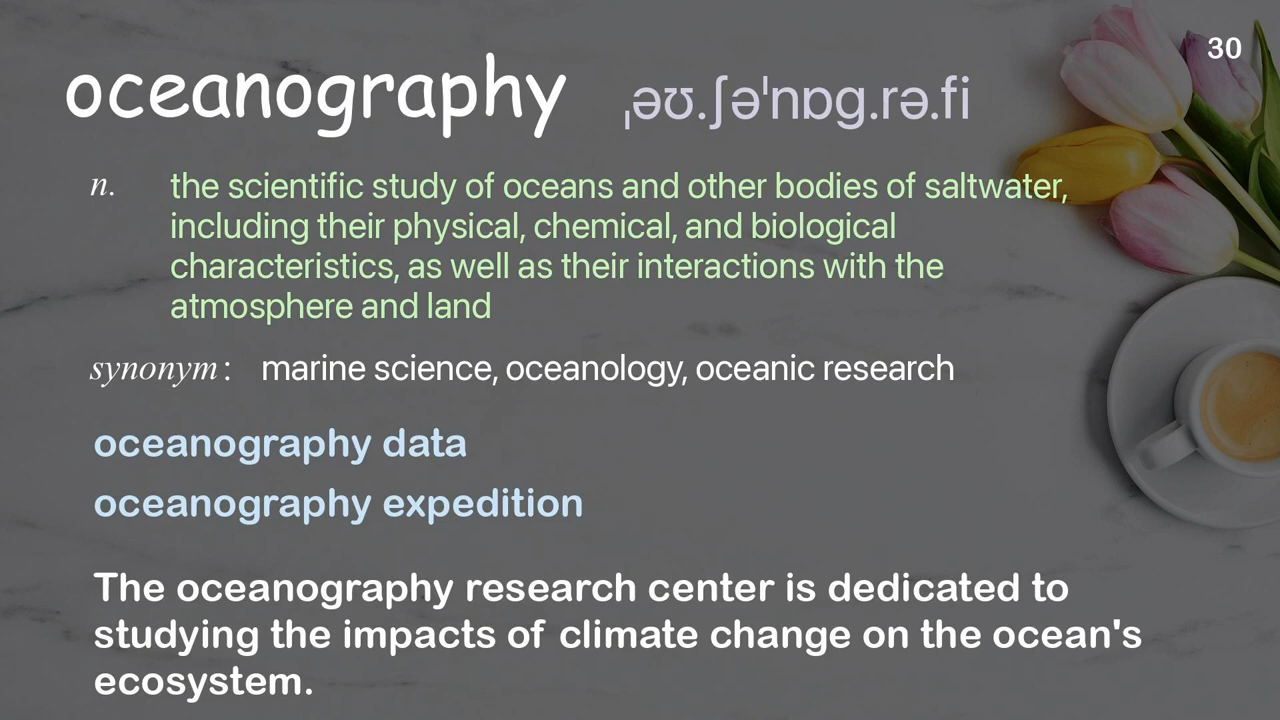 30
oceanography ˌəʊ.ʃəˈnɒg.rə.fi
n. the scientific study of oceans and other bodies of saltwater,
including their physical, chemical, and biological
characteristics, as well as their interactions with the
atmosphere and land
synonym: marine science, oceanology, oceanic research
oceanography data
oceanography expedition
The oceanography research center is dedicated to
studying the impacts of climate change on the ocean's
ecosystem.